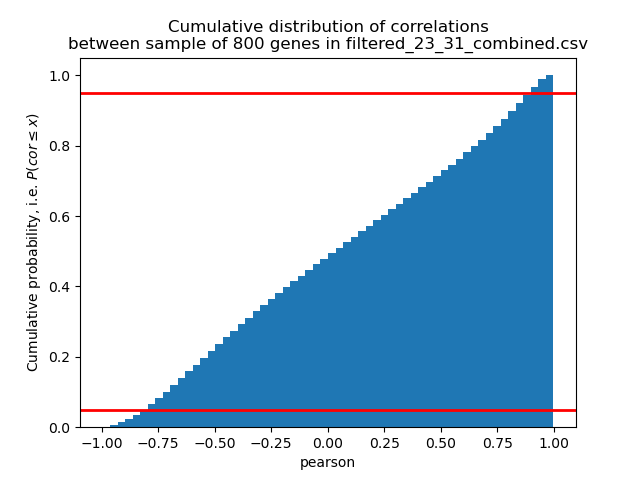 Cumulative distribution of correlations
between sample of 800 genes in filtered_23_31_combined.csv
Cumulative probability, i.e. P(cor ≤ x)
1.0
0.8
0.6
0.4
0.2
0.0
−1.00 −0.75 −0.50 −0.25 0.00 0.25 0.50 0.75 1.00
pearson